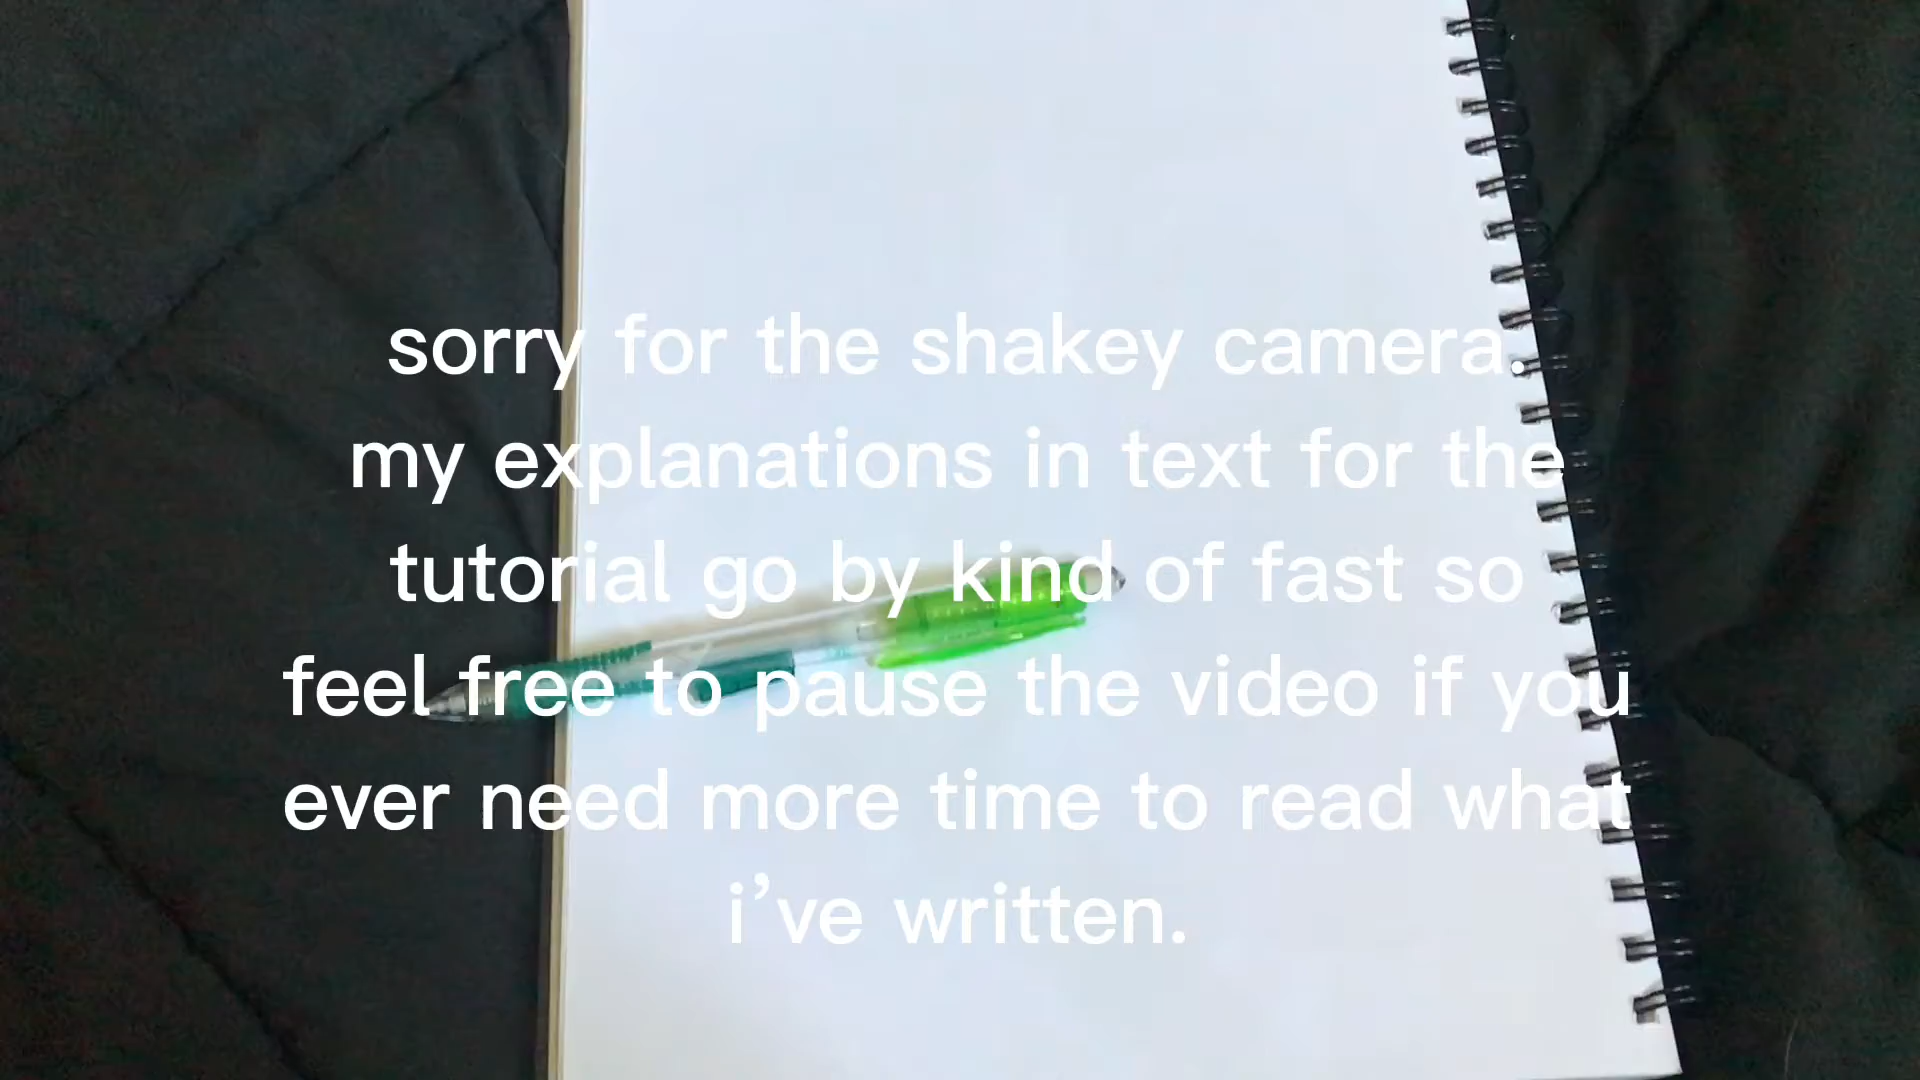 sorry for the shakey camera.
my explanations in text for the
tutorial go by kind of fast so
feel free to pause the video if you
ever need more time to read what
i’ve written.